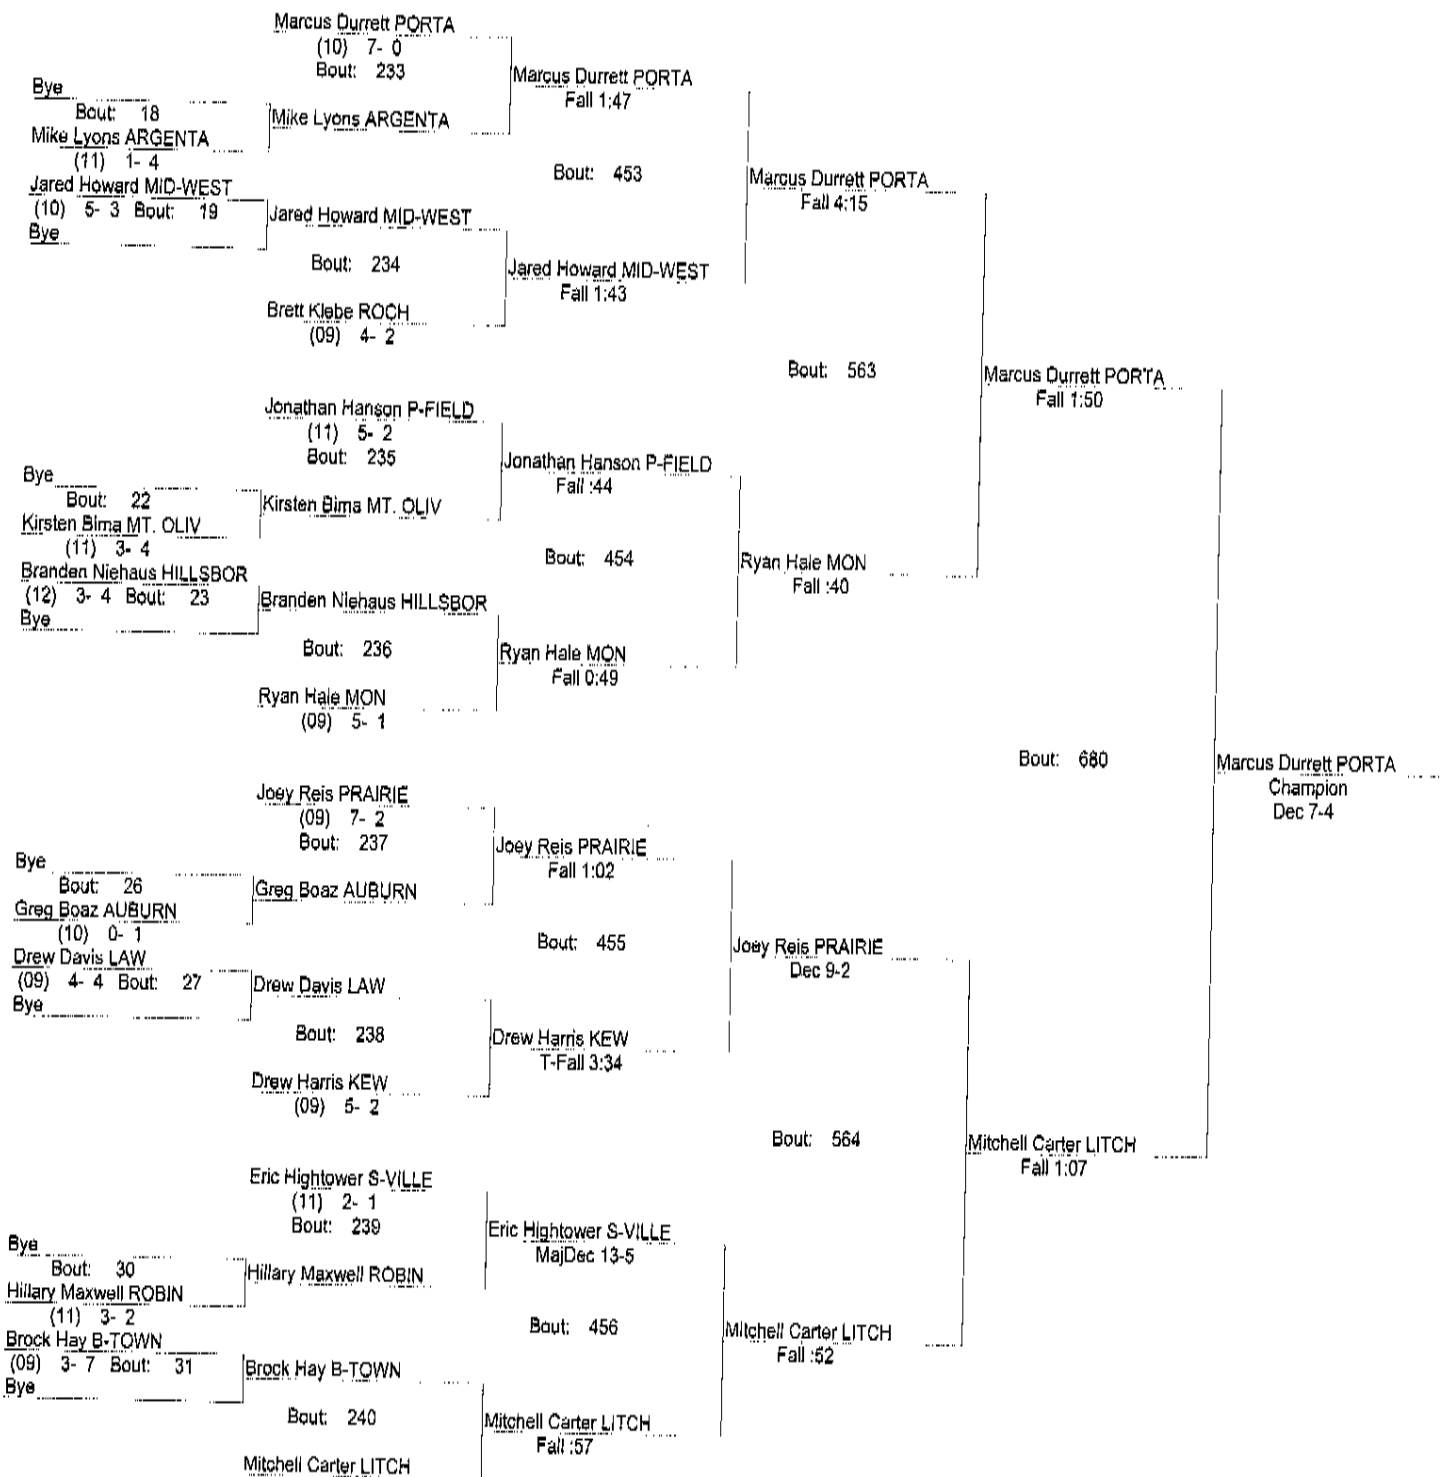 Marcus Durrett PORTA
(10) 7- 0
Bout: 233
Marcus Durrett PORTA
Fall 1:47
Bye
Bout: 18
Mike Lyons ARGENTA
Mike Lyons ARGENTA
(11) 1- 4
Bout: 453
Marcus Durrett PORTA
Fall 4:15
Jared Howard MID-WEST
(10) 5- 3 Bout: 19
Jared Howard MID-WEST
Bye
Bout: 234
Jared Howard MID-WEST
Fall 1:43
Brett Klebe ROCH
(09) 4- 2
Bout: 563
Marcus Durrett PORTA
Fall 1:50
Jonathan Hanson P-FIELD
(11) 5- 2
Bout: 235
Jonathan Hanson P-FIELD
Fall :44
Bye
Bout: 22
Kirsten Bima MT. OLIV
Kirsten Bima MT. OLIV
(11) 3- 4
Bout: 454
Ryan Hale MON
Fall :40
Branden Niehaus HILLSBOR
(12) 3- 4 Bout: 23
Branden Niehaus HILLSBOR
Bye
Bout: 236
Ryan Hale MON
Fall 0:49
Ryan Hale MON
(09) 5- 1
Bout: 680
Marcus Durrett PORTA
Champion
Dec 7-4
Joey Reis PRAIRIE
(09) 7- 2
Bout: 237
Joey Reis PRAIRIE
Fall 1:02
Bye
Bout: 26
Greg Boaz AUBURN
Greg Boaz AUBURN
(10) 0- 1
Bout: 455
Joey Reis PRAIRIE
Dec 9-2
Drew Davis LAW
(09) 4- 4 Bout: 27
Drew Davis LAW
Bye
Bout: 238
Drew Harris KEW
T-Fall 3:34
Drew Harris KEW
(09) 5- 2
Bout: 564
Mitchell Carter LITCH
Fall 1:07
Eric Hightower S-VILLE
(11) 2- 1
Bout: 239
Eric Hightower S-VILLE
MajDec 13-5
Bye
Bout: 30
Hillary Maxwell ROBIN
Hillary Maxwell ROBIN
(11) 3- 2
Bout: 456
Mitchell Carter LITCH
Fall :52
Brock Hay B-TOWN
(09) 3- 7 Bout: 31
Brock Hay B-TOWN
Bye
Bout: 240
Mitchell Carter LITCH
Fall :57
Mitchell Carter LITCH